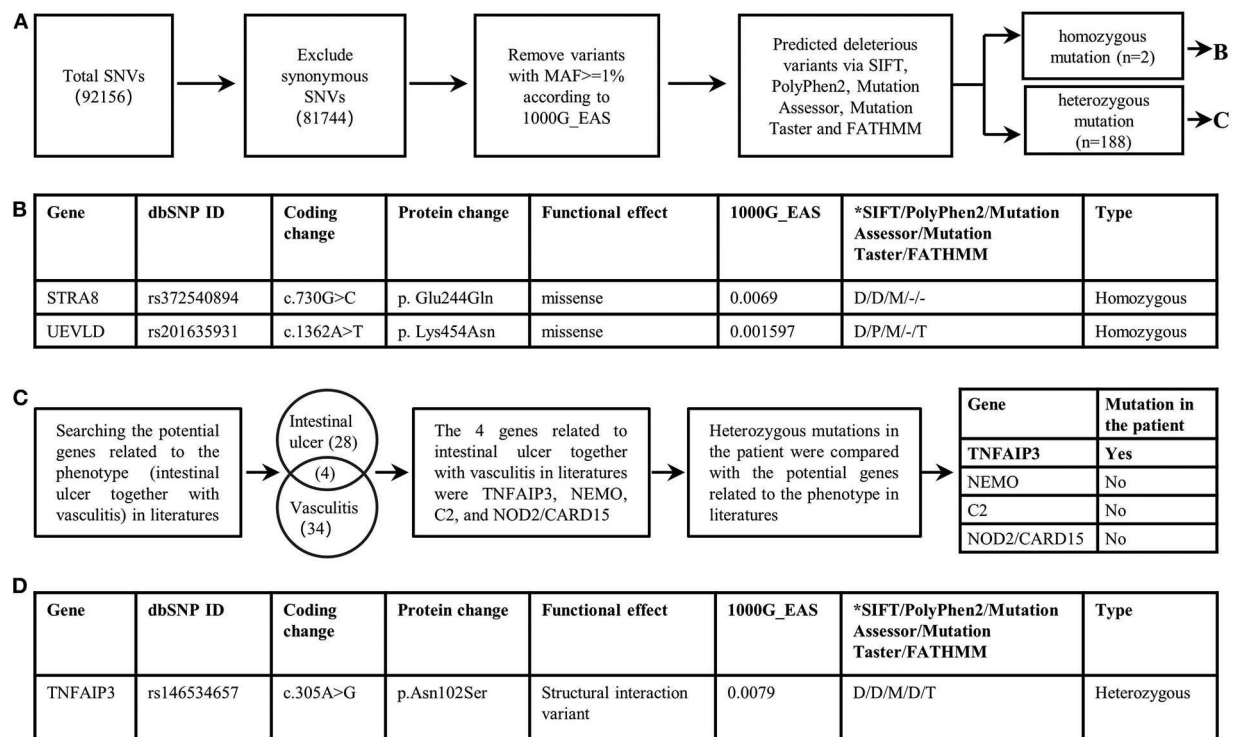 A
Total SNVs
(92156)
Exclude
synonymous
SNVs
(81744)
Remove variants
with MAF>=1%
according to
1000G_EAS
Predicted deleterious
variants via SIFT,
PolyPhen2, Mutation
Assessor, Mutation
Taster and FATHMM
homozygous
mutation (n=2)
B
heterozygous
mutation
(n=188)
C
B
Gene dbSNP ID Coding change Protein change Functional effect 1000G_EAS *SIFT/PolyPhen2/Mutation Assessor/Mutation Taster/FATHMM Type
STRA8 rs372540894 c.730G>C p. Glu244Gln missense 0.0069 D/D/M/-/- Homozygous
UEVLD rs201635931 c.1362A>T p. Lys454Asn missense 0.001597 D/P/M/-/T Homozygous
C
Searching the potential
genes related to the
phenotype (intestinal
ulcer together with
vasculitis) in literatures
Intestinal
ulcer (28)
(4)
Vasculitis
(34)
The 4 genes related to
intestinal ulcer together
with vasculitis in literatures
were TNFAIP3, NEMO,
C2, and NOD2/CARD15
Heterozygous mutations in
the patient were compared
with the potential genes
related to the phenotype in
literatures
Gene Mutation in the patient
TNFAIP3 Yes
NEMO No
C2 No
NOD2/CARD15 No
D
Gene dbSNP ID Coding change Protein change Functional effect 1000G_EAS *SIFT/PolyPhen2/Mutation Assessor/Mutation Taster/FATHMM Type
TNFAIP3 rs146534657 c.305A>G p.Asn102Ser Structural interaction variant 0.0079 D/D/M/D/T Heterozygous